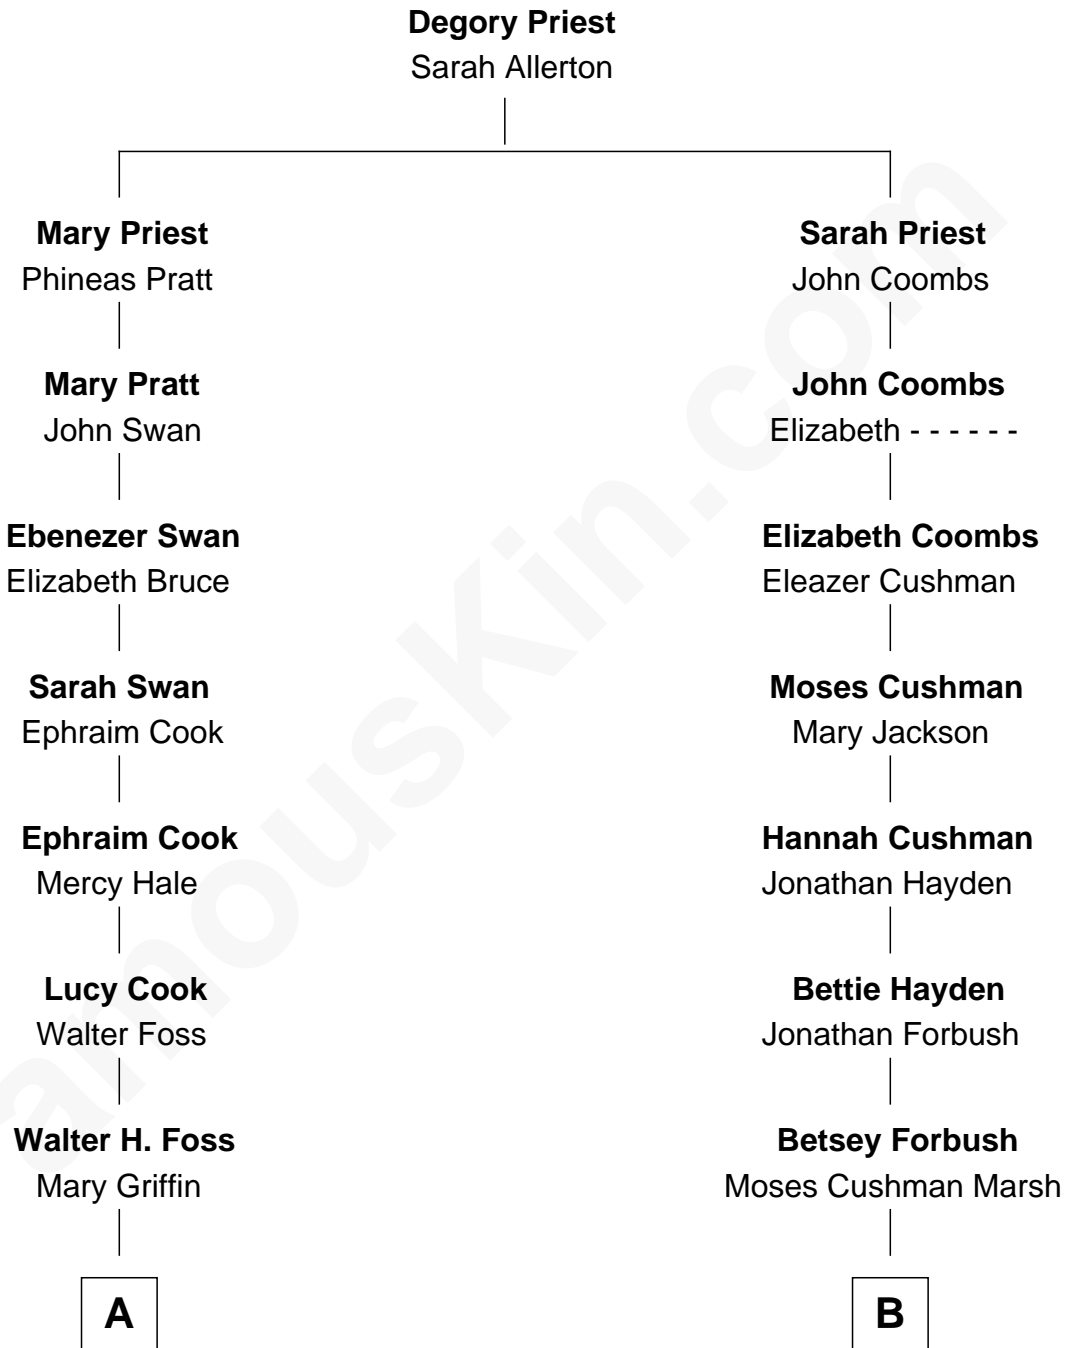 Degory Priest
Sarah Allerton
Mary Priest
Phineas Pratt
Sarah Priest
John Coombs
Mary Pratt
John Swan
John Coombs
Elizabeth - - - - - -
Ebenezer Swan
Elizabeth Bruce
Elizabeth Coombs
Eleazer Cushman
Sarah Swan
Ephraim Cook
Moses Cushman
Mary Jackson
Ephraim Cook
Mercy Hale
Hannah Cushman
Jonathan Hayden
Lucy Cook
Walter Foss
Bettie Hayden
Jonathan Forbush
Walter H. Foss
Mary Griffin
Betsey Forbush
Moses Cushman Marsh
A
B
amousKin.com